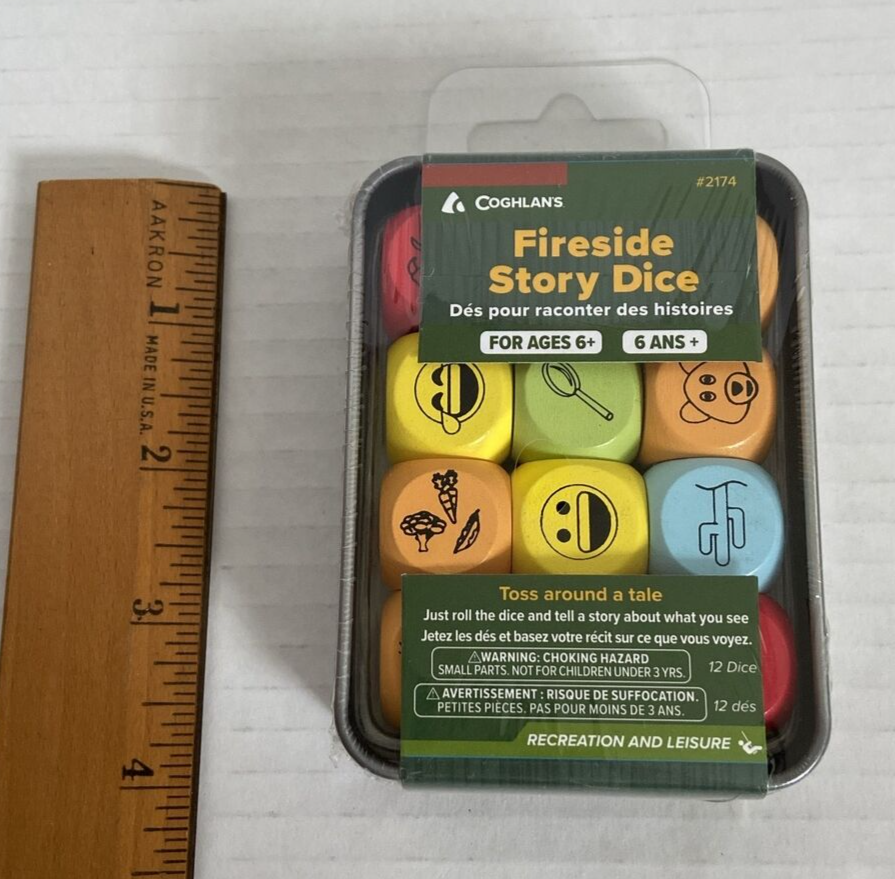 AAKRON
MADE IN U.S.A.
1
2
3
4
#2174
COGHLAN'S
Fireside
Story Dice
Dés pour raconter des histoires
FOR AGES 6+
6 ANS +
Toss around a tale
Just roll the dice and tell a story about what you see
Jetez les dés et basez votre récit sur ce que vous voyez.
⚠WARNING: CHOKING HAZARD
SMALL PARTS. NOT FOR CHILDREN UNDER 3 YRS.
12 Dice
⚠ AVERTISSEMENT : RISQUE DE SUFFOCATION.
PETITES PIÈCES. PAS POUR MOINS DE 3 ANS.
12 dés
RECREATION AND LEISURE